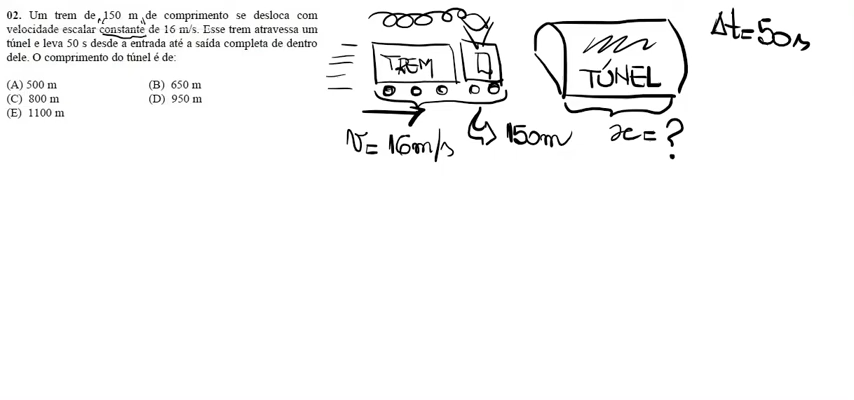 02. Um trem de 150 m de comprimento se desloca com
velocidade escalar constante de 16 m/s. Esse trem atravessa um
túnel e leva 50 s desde a entrada até a saída completa de dentro
dele. O comprimento do túnel é de:
(A) 500 m (B) 650 m
(C) 800 m (D) 950 m
(E) 1100 m
TREM
TÚNEL
Δt=50s
V=16m/s
150m
x=?